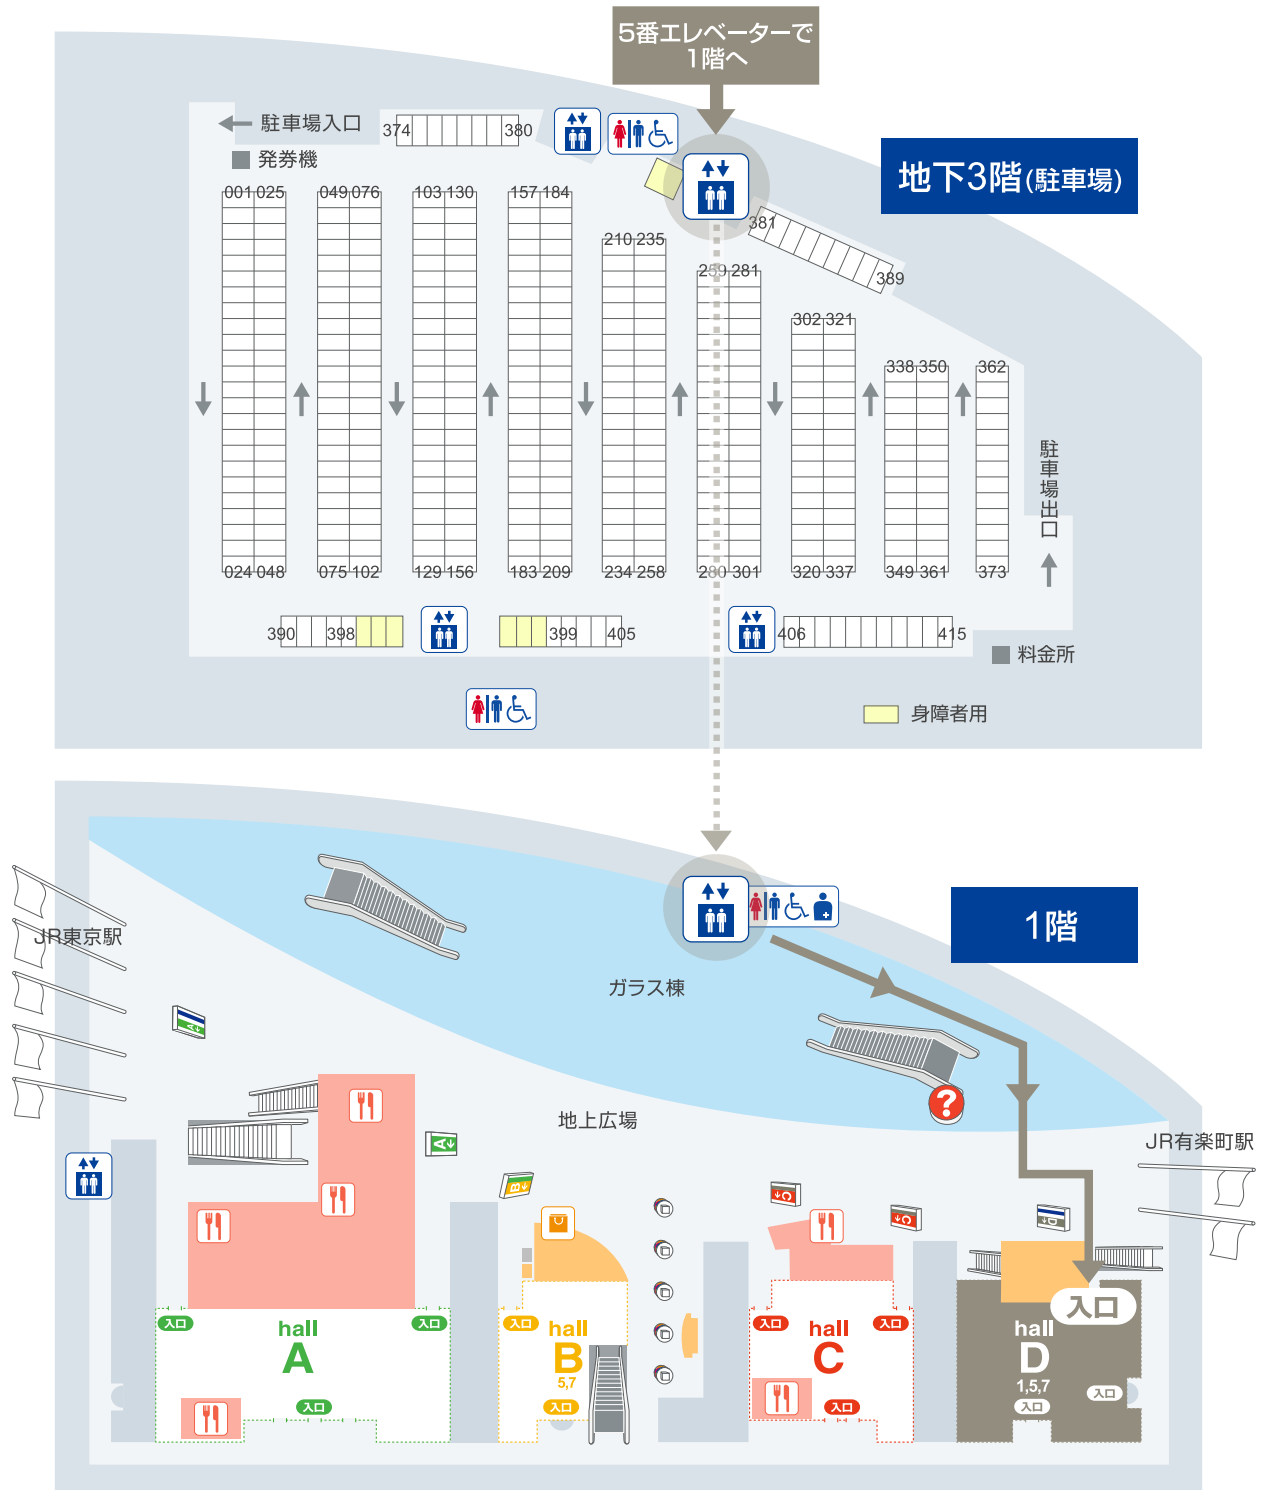 5番エレベーターで
1階へ
駐車場入口
発券機
374 380
地下3階(駐車場)
001 025 049 076 103 130 157 184
381
210 235
259 281
389
302 321
338 350 362
駐車場出口
024 048 075 102 129 156 183 209 234 258 280 301 320 337 349 361 373
390 398 399 405 406 415
料金所
身障者用
1階
JR東京駅
ガラス棟
A
地上広場
?
JR有楽町駅
A
B
C
C
D
入口
入口 入口 入口 入口 入口
hall
A
hall
B
5,7
hall
C
hall
D
1,5,7
入口
入口 入口 入口 入口